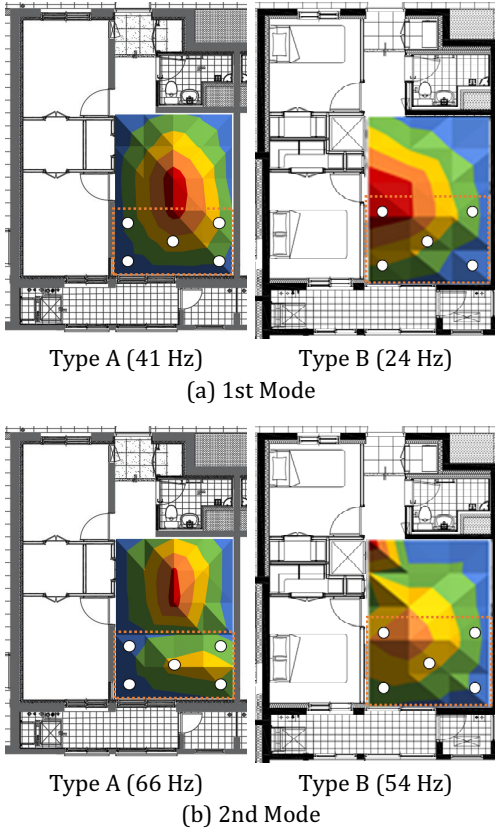 Type A (41 Hz) Type B (24 Hz)
(a) 1st Mode
Type A (66 Hz) Type B (54 Hz)
(b) 2nd Mode